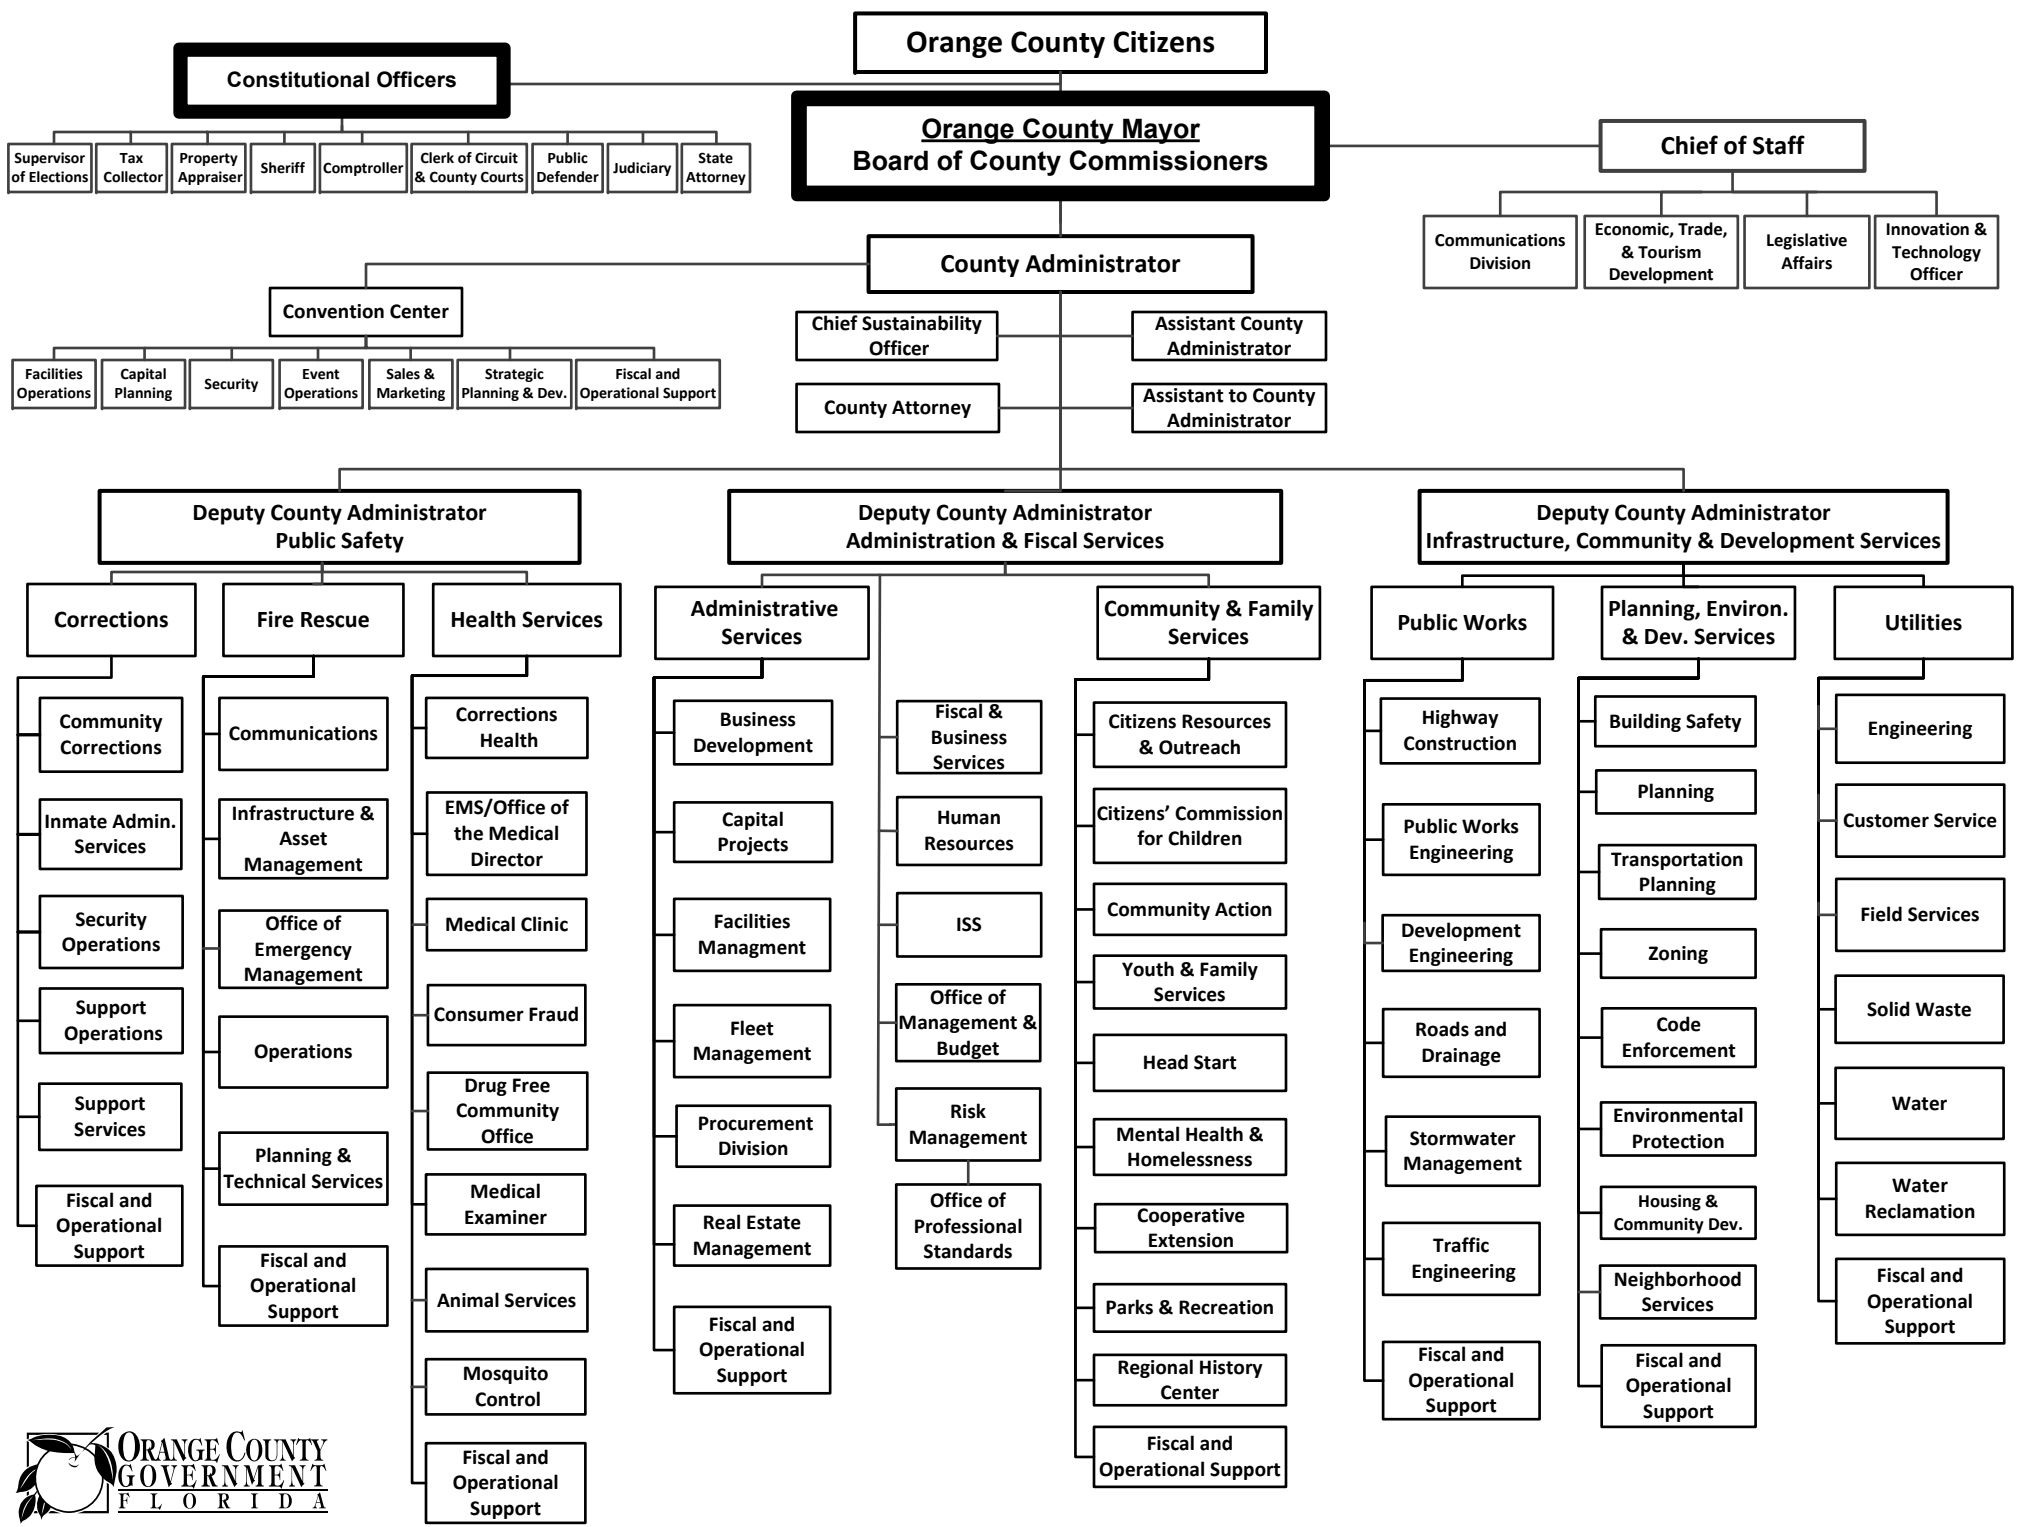 Orange County Citizens
Constitutional Officers
Orange County Mayor
Board of County Commissioners
Chief of Staff
Supervisor
of Elections
Tax
Collector
Property
Appraiser
Sheriff
Comptroller
Clerk of Circuit
& County Courts
Public
Defender
Judiciary
State
Attorney
Communications
Division
Economic, Trade,
& Tourism
Development
Legislative
Affairs
Innovation &
Technology
Officer
County Administrator
Convention Center
Facilities
Operations
Capital
Planning
Security
Event
Operations
Sales &
Marketing
Strategic
Planning & Dev.
Fiscal and
Operational Support
Chief Sustainability
Officer
Assistant County
Administrator
County Attorney
Assistant to County
Administrator
Deputy County Administrator
Public Safety
Deputy County Administrator
Administration & Fiscal Services
Deputy County Administrator
Infrastructure, Community & Development Services
Corrections
Community
Corrections
Inmate Admin.
Services
Security
Operations
Support
Operations
Support
Services
Fiscal and
Operational
Support
Fire Rescue
Communications
Infrastructure &
Asset
Management
Office of
Emergency
Management
Operations
Planning &
Technical Services
Fiscal and
Operational
Support
Health Services
Corrections
Health
EMS/Office of
the Medical
Director
Medical Clinic
Consumer Fraud
Drug Free
Community
Office
Medical
Examiner
Animal Services
Mosquito
Control
Fiscal and
Operational
Support
Administrative
Services
Business
Development
Capital
Projects
Facilities
Managment
Fleet
Management
Procurement
Division
Real Estate
Management
Fiscal and
Operational
Support
Fiscal &
Business
Services
Human
Resources
ISS
Office of
Management &
Budget
Risk
Management
Office of
Professional
Standards
Community & Family
Services
Citizens Resources
& Outreach
Citizens’ Commission
for Children
Community Action
Youth & Family
Services
Head Start
Mental Health &
Homelessness
Cooperative
Extension
Parks & Recreation
Regional History
Center
Fiscal and
Operational Support
Public Works
Highway
Construction
Public Works
Engineering
Development
Engineering
Roads and
Drainage
Stormwater
Management
Traffic
Engineering
Fiscal and
Operational
Support
Planning, Environ.
& Dev. Services
Building Safety
Planning
Transportation
Planning
Zoning
Code
Enforcement
Environmental
Protection
Housing &
Community Dev.
Neighborhood
Services
Fiscal and
Operational
Support
Utilities
Engineering
Customer Service
Field Services
Solid Waste
Water
Water
Reclamation
Fiscal and
Operational
Support
ORANGE COUNTY
GOVERNMENT
FLORIDA